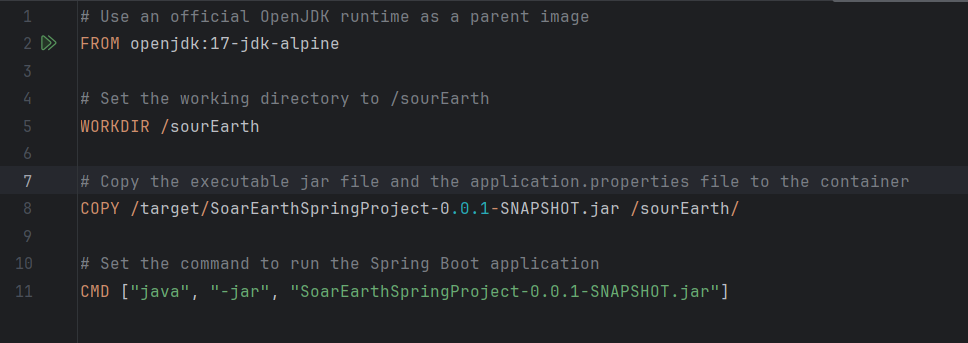 1 # Use an official OpenJDK runtime as a parent image
2 FROM openjdk:17-jdk-alpine
3
4 # Set the working directory to /sourEarth
5 WORKDIR /sourEarth
6
7 # Copy the executable jar file and the application.properties file to the container
8 COPY /target/SoarEarthSpringProject-0.0.1-SNAPSHOT.jar /sourEarth/
9
10 # Set the command to run the Spring Boot application
11 CMD ["java", "-jar", "SoarEarthSpringProject-0.0.1-SNAPSHOT.jar"]